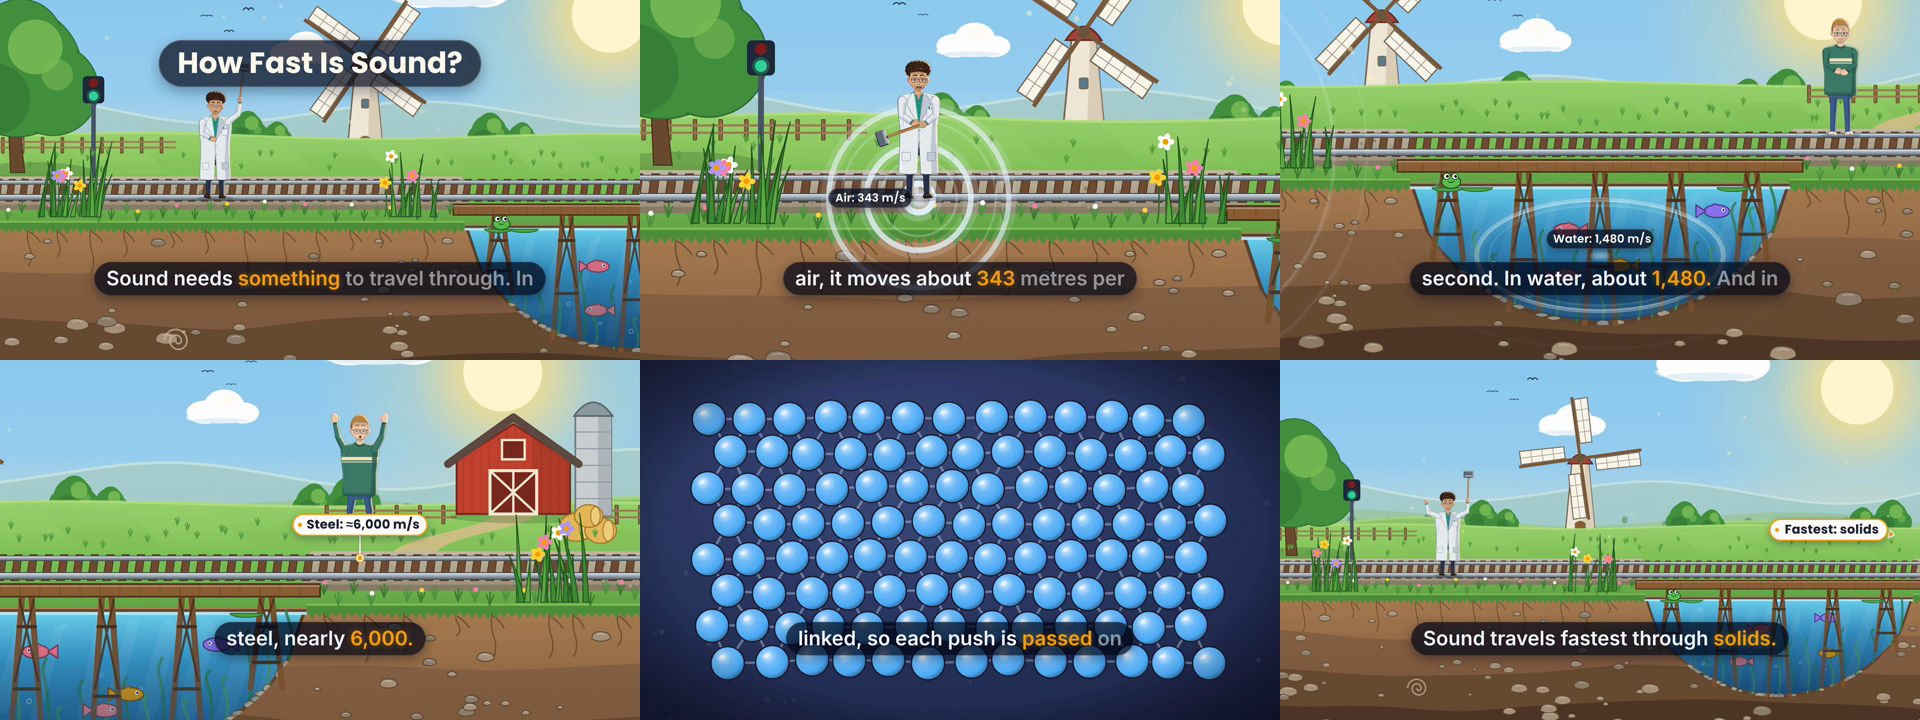 How Fast Is Sound?
Sound needs something to travel through. In
Air: 343 m/s
air, it moves about 343 metres per
Water: 1,480 m/s
second. In water, about 1,480. And in
Steel: ≈6,000 m/s
steel, nearly 6,000.
linked, so each push is passed on
Fastest: solids
Sound travels fastest through solids.